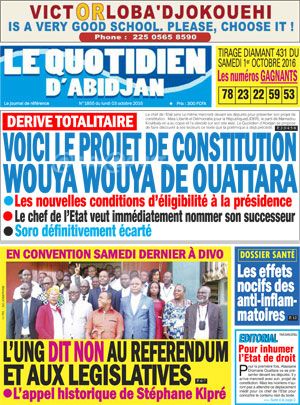 VICTOR LOBA'DJOKOUEHI
IS A VERY GOOD SCHOOL. PLEASE, CHOOSE IT !
Phone : 225 0565 8590
LE QUOTIDIEN
D'ABIDJAN
Le journal de référence
N°1855 du lundi 03 octobre 2016
Prix : 300 FCFA
TIRAGE DIAMANT 431 DU
SAMEDI 1er OCTOBRE 2016
Les numéros GAGNANTS
78 23 22 59 53
DERIVE TOTALITAIRE
VOICI LE PROJET DE CONSTITUTION
WOUYA WOUYA DE OUATTARA
Les nouvelles conditions d'éligibilité à la présidence
Le chef de l'Etat veut immédiatement nommer son successeur
Soro définitivement écarté
EN CONVENTION SAMEDI DERNIER À DIVO
L'UNG DIT NON AU REFERENDUM
ET AUX LEGISLATIVES
L'appel historique de Stéphane Kipré
DOSSIER SANTÉ
Les effets
nocifs des
anti-inflam-
matoires
EDITORIAL
Pour inhumer
l'Etat de droit